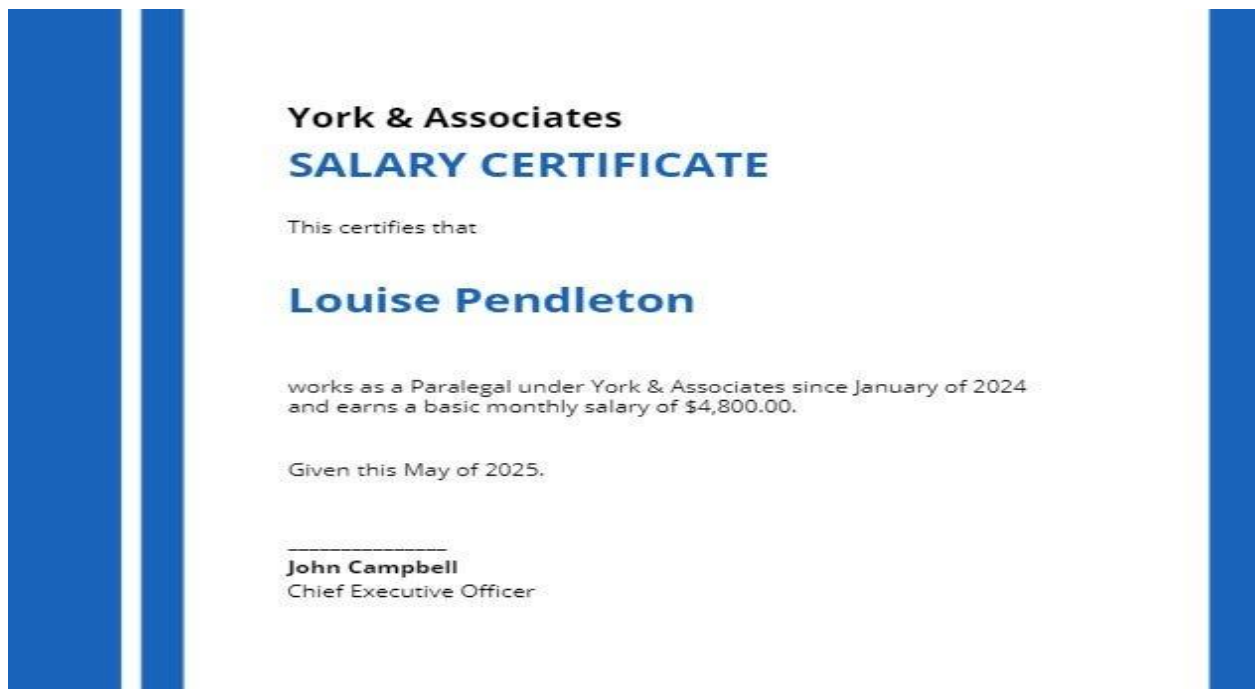 York & Associates
SALARY CERTIFICATE
This certifies that
Louise Pendleton
works as a Paralegal under York & Associates since January of 2024
and earns a basic monthly salary of $4,800.00.
Given this May of 2025.
_______________
John Campbell
Chief Executive Officer